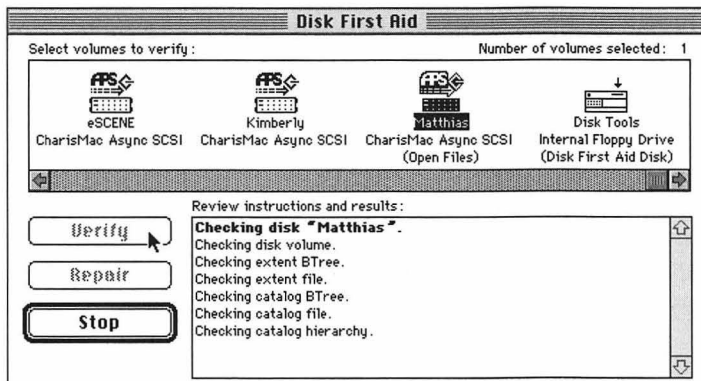 Disk First Aid
Select volumes to verify: Number of volumes selected: 1
APS APS APS
eSCENE Kimberly Matthias Disk Tools
CharisMac Async SCSI CharisMac Async SCSI CharisMac Async SCSI Internal Floppy Drive
(Open Files) (Disk First Aid Disk)
Review instructions and results:
Verify
Repair
Stop
Checking disk "Matthias".
Checking disk volume.
Checking extent BTree.
Checking extent file.
Checking catalog BTree.
Checking catalog file.
Checking catalog hierarchy.